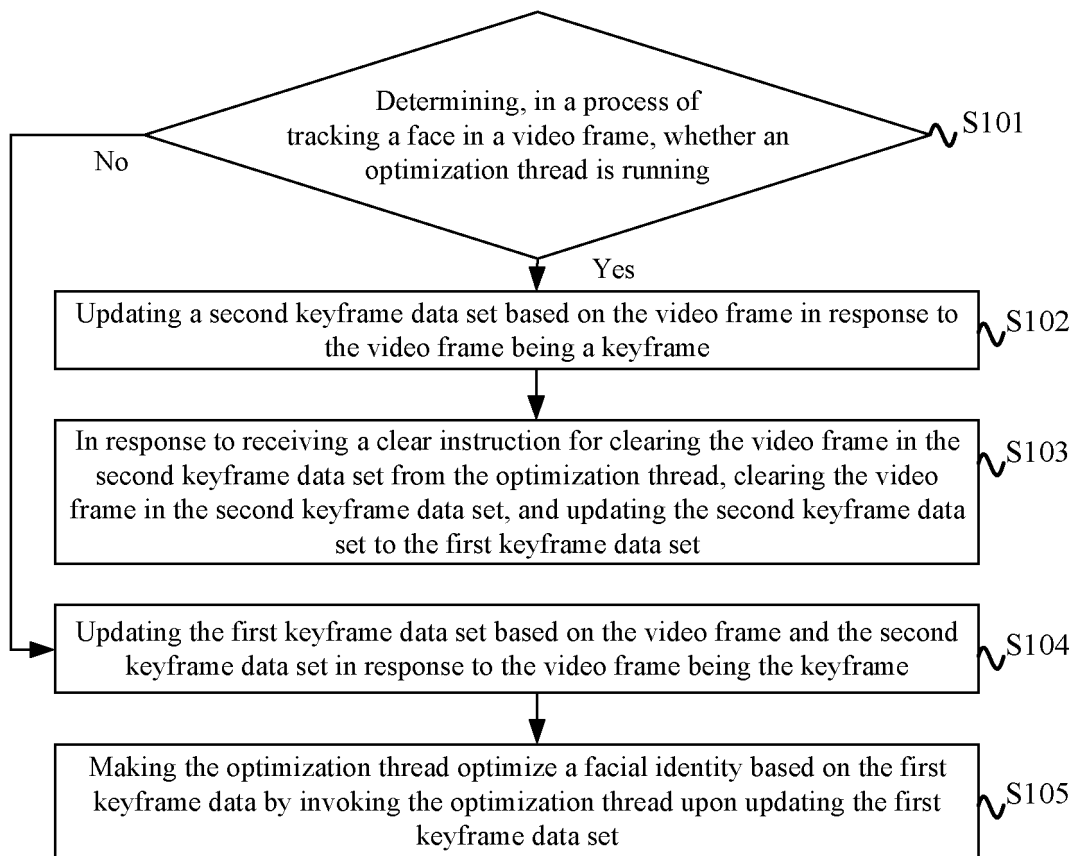 Determining, in a process of
tracking a face in a video frame, whether an
optimization thread is running
S101
No
Yes
Updating a second keyframe data set based on the video frame in response to
the video frame being a keyframe
S102
In response to receiving a clear instruction for clearing the video frame in the
second keyframe data set from the optimization thread, clearing the video
frame in the second keyframe data set, and updating the second keyframe data
set to the first keyframe data set
S103
Updating the first keyframe data set based on the video frame and the second
keyframe data set in response to the video frame being the keyframe
S104
Making the optimization thread optimize a facial identity based on the first
keyframe data by invoking the optimization thread upon updating the first
keyframe data set
S105